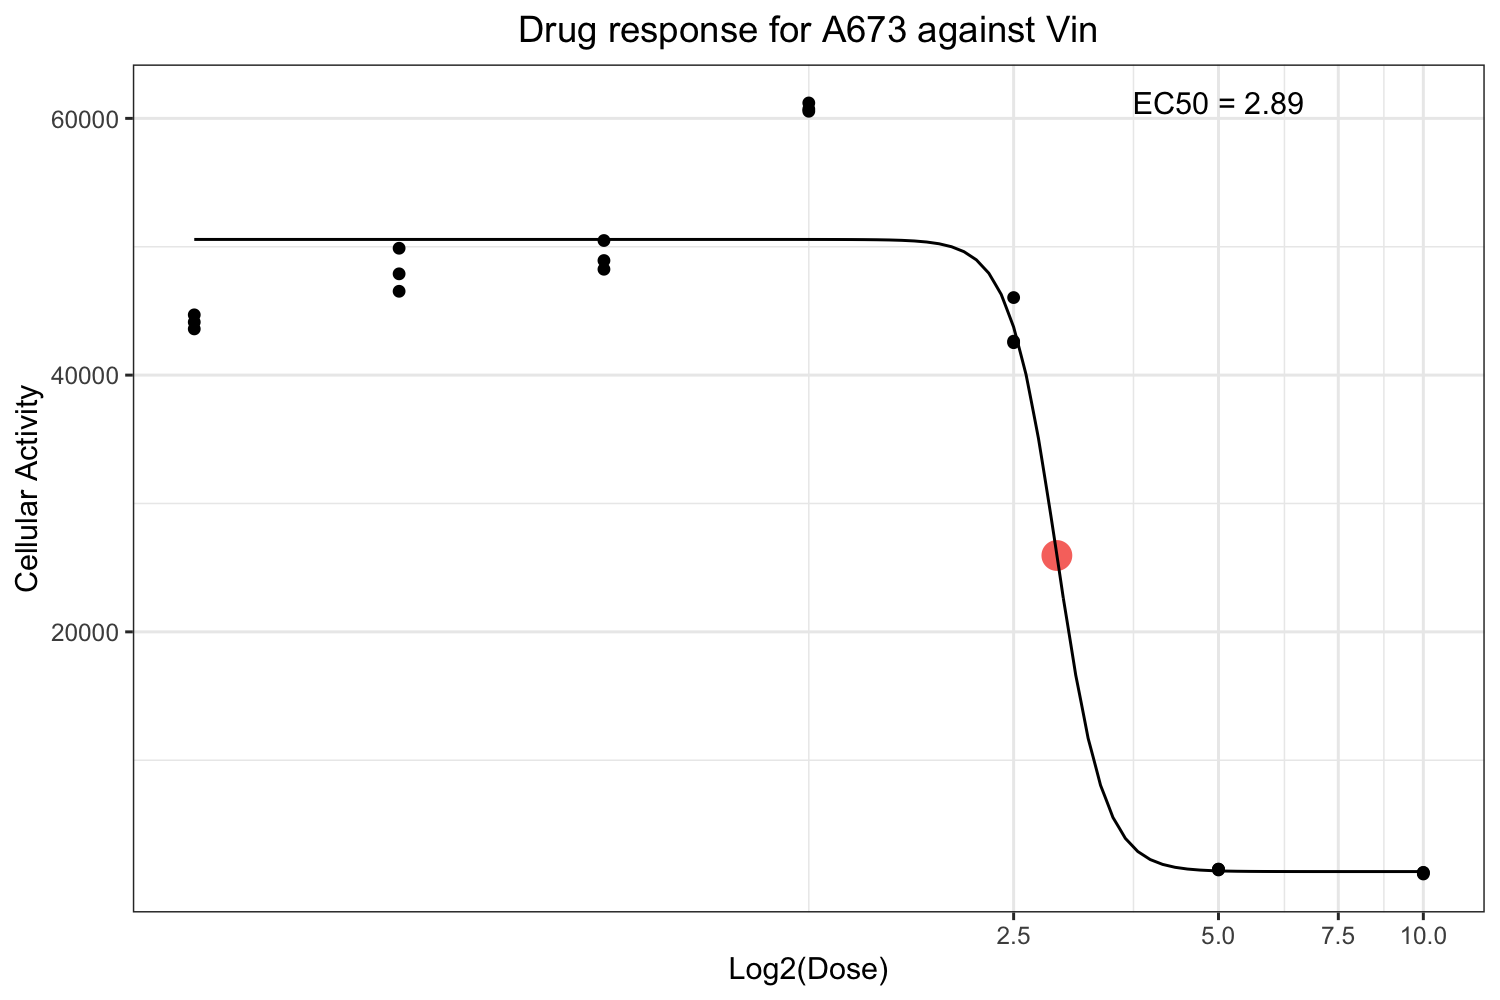 Drug response for A673 against Vin
EC50 = 2.89
60000
40000
20000
Cellular Activity
2.5 5.0 7.5 10.0
Log2(Dose)